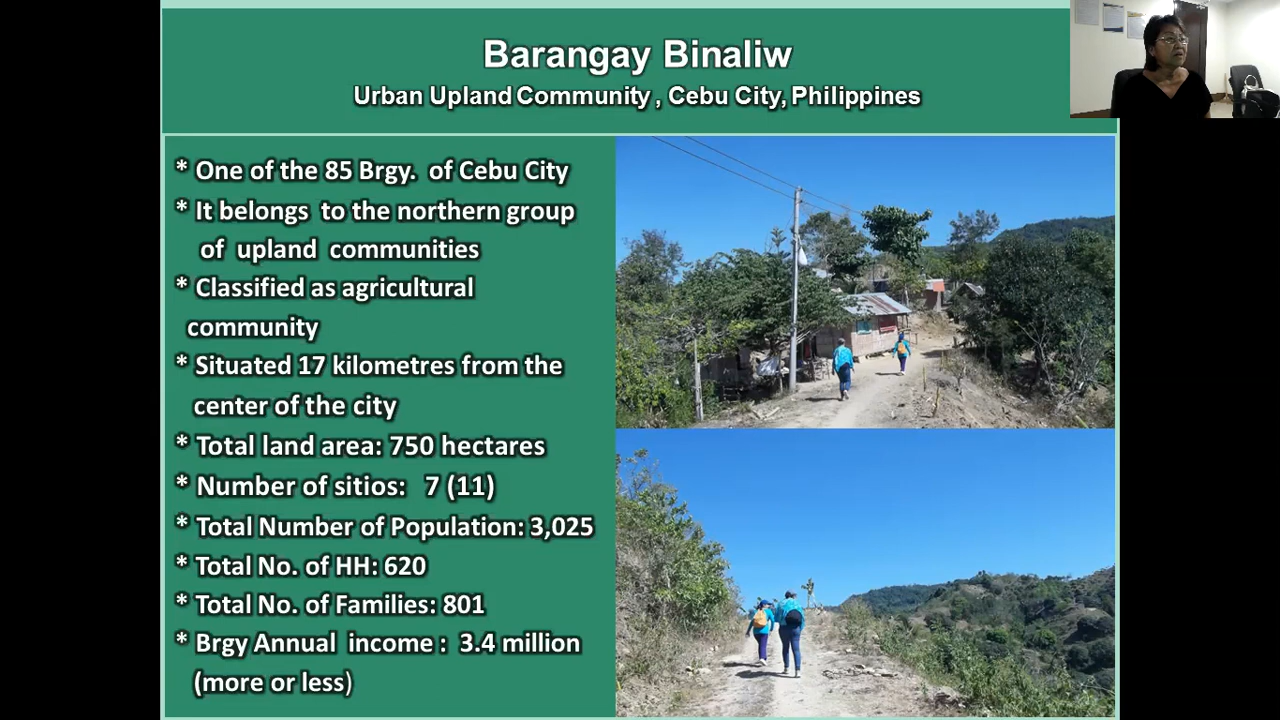 Barangay Binaliw
Urban Upland Community , Cebu City, Philippines
* One of the 85 Brgy. of Cebu City
* It belongs to the northern group
of upland communities
* Classified as agricultural
community
* Situated 17 kilometres from the
center of the city
* Total land area: 750 hectares
* Number of sitios: 7 (11)
* Total Number of Population: 3,025
* Total No. of HH: 620
* Total No. of Families: 801
* Brgy Annual income : 3.4 million
(more or less)